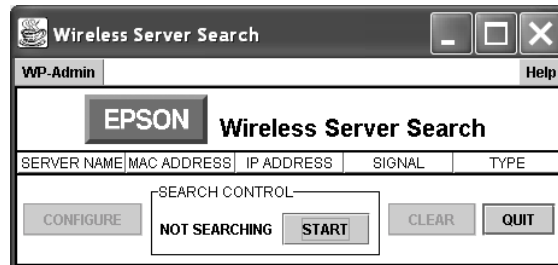 Wireless Server Search
WP-Admin Help
EPSON Wireless Server Search
SERVER NAME MAC ADDRESS IP ADDRESS SIGNAL TYPE
SEARCH CONTROL
CONFIGURE NOT SEARCHING START CLEAR QUIT